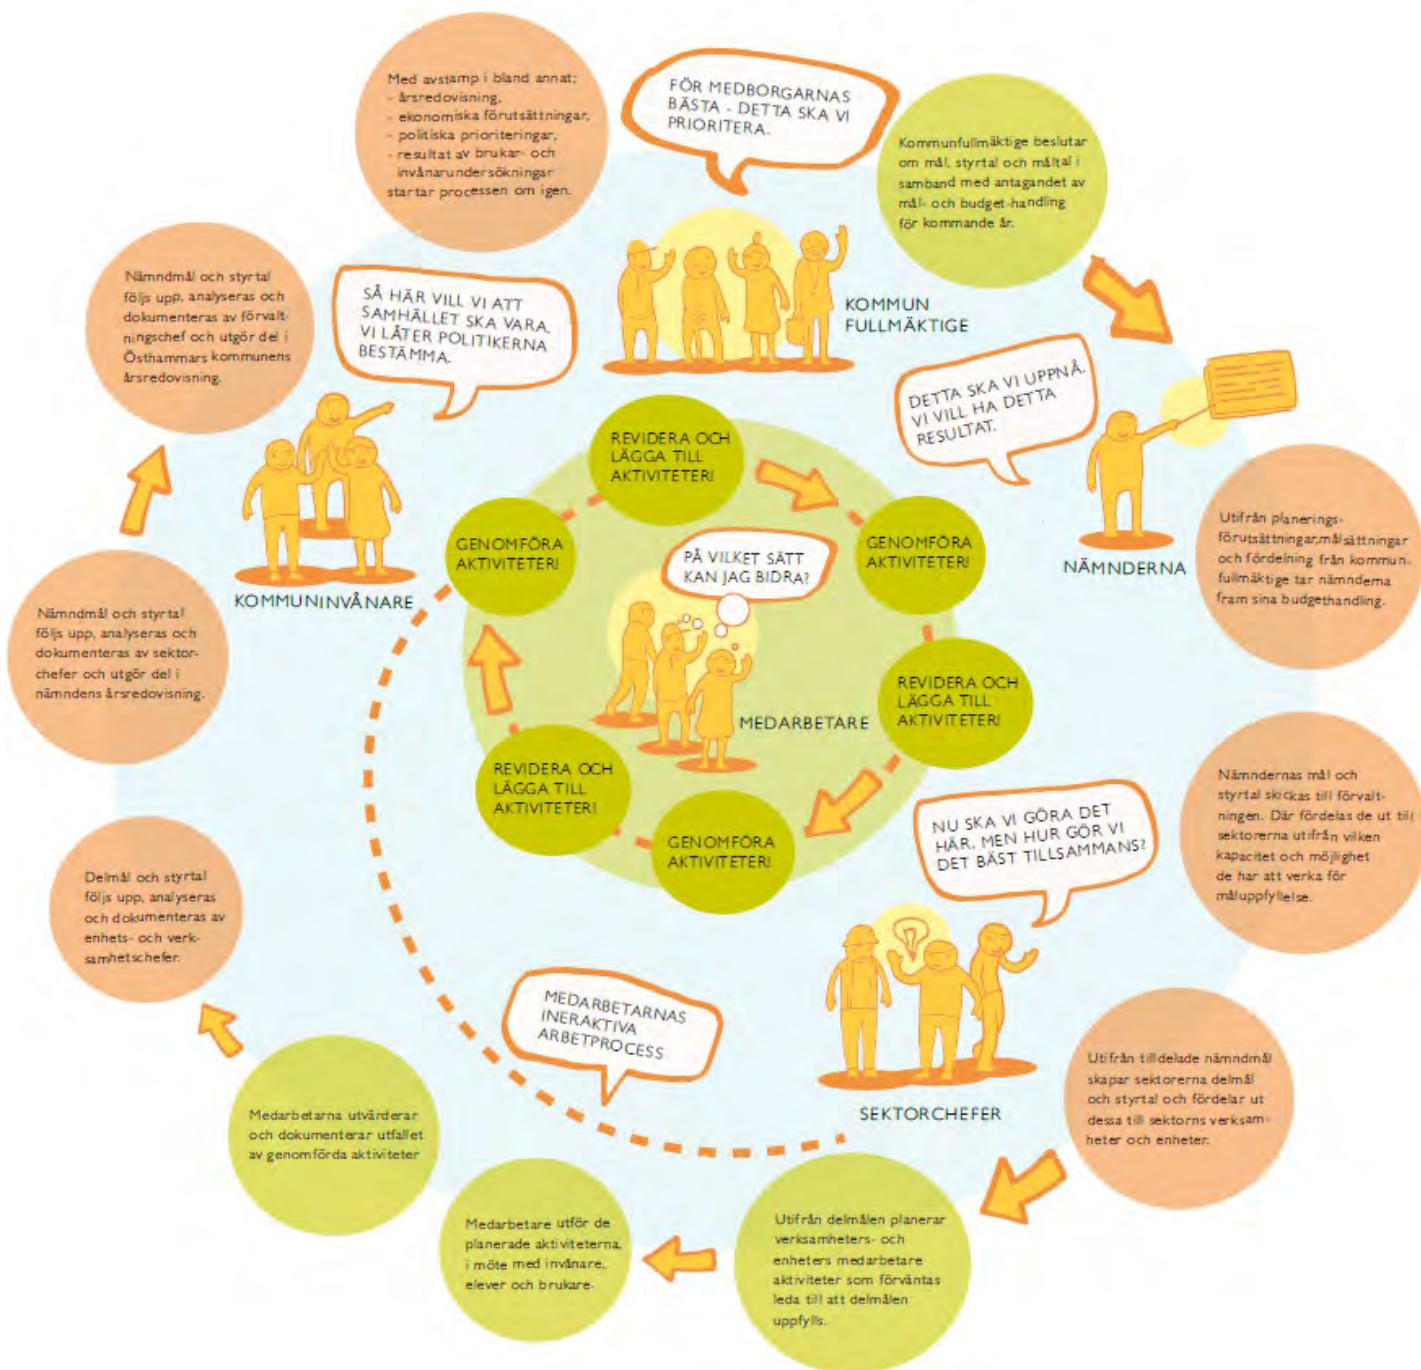 Med avstamp i bland annat;
- årsredovisning,
- ekonomiska förutsättningar,
- politiska prioriteringar,
- resultat av brukar- och
invånarundersökningar
startar processen om igen.
FÖR MEDBORGARNAS
BÄSTA - DETTA SKA VI
PRIORITERA.
Kommunfullmäktige beslutar
om mål, styrtal och måltal i
samband med antagandet av
mål- och budget-handling
för kommande år.
KOMMUN
FULLMÄKTIGE
Nämndmål och styrtal
följs upp, analyseras och
dokumenteras av förvalt-
ningschef och utgör del i
Östhammars kommunens
årsredovisning.
SÅ HÄR VILL VI ATT
SAMHÄLLET SKA VARA.
VI LÅTER POLITIKERNA
BESTÄMMA.
KOMMUNINVÅNARE
DETTA SKA VI UPPNÅ.
VI VILL HA DETTA
RESULTAT.
NÄMNDERNA
Utifrån planerings-
förutsättningar,målsättningar
och fördelning från kommun-
fullmäktige tar nämnderna
fram sina budgethandling.
REVIDERA OCH
LÄGGA TILL
AKTIVITETER!
GENOMFÖRA
AKTIVITETER!
GENOMFÖRA
AKTIVITETER!
PÅ VILKET SÄTT
KAN JAG BIDRA?
MEDARBETARE
REVIDERA OCH
LÄGGA TILL
AKTIVITETER!
REVIDERA OCH
LÄGGA TILL
AKTIVITETER!
GENOMFÖRA
AKTIVITETER!
Nämndmål och styrtal
följs upp, analyseras och
dokumenteras av sektor-
chefer och utgör del i
nämndens årsredovisning.
Nämndernas mål och
styrtal skickas till förvalt-
ningen. Där fördelas de ut till
sektorerna utifrån vilken
kapacitet och möjlighet
de har att verka för
måluppfyllelse.
NU SKA VI GÖRA DET
HÄR, MEN HUR GÖR VI
DET BÄST TILLSAMMANS?
SEKTORCHEFER
Delmål och styrtal
följs upp, analyseras
och dokumenteras av
enhets- och verk-
samhetschefer.
MEDARBETARNAS
INERAKTIVA
ARBETPROCESS
Utifrån tilldelade nämndmål
skapar sektorerna delmål
och styrtal och fördelar ut
dessa till sektorns verksam-
heter och enheter.
Medarbetarna utvärderar
och dokumenterar utfallet
av genomförda aktiviteter
Medarbetare utför de
planerade aktiviteterna,
i möte med invånare,
elever och brukare.
Utifrån delmålen planerar
verksamheters- och
enheters medarbetare
aktiviteter som förväntas
leda till att delmålen
uppfylls.